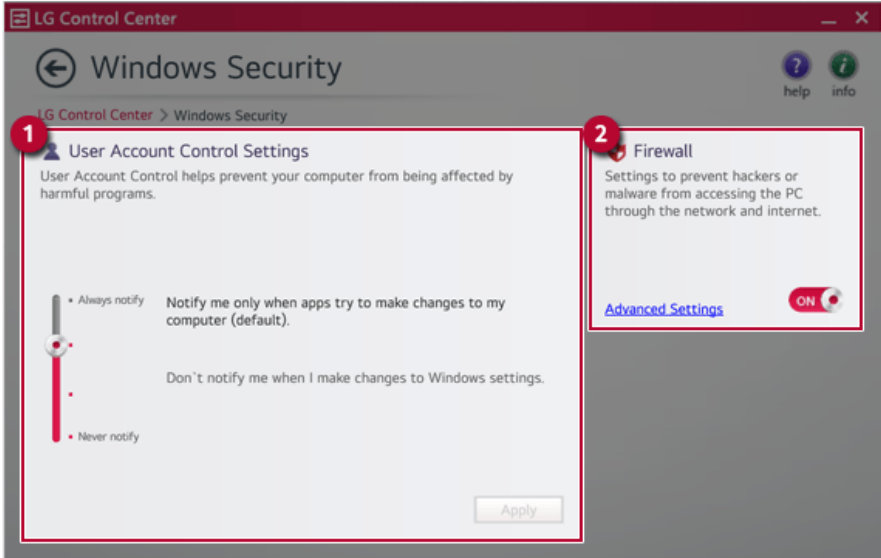 LG Control Center
Windows Security
help
info
LG Control Center > Windows Security
1
User Account Control Settings
User Account Control helps prevent your computer from being affected by
harmful programs.
Always notify
Notify me only when apps try to make changes to my
computer (default).
Don`t notify me when I make changes to Windows settings.
Never notify
Apply
2
Firewall
Settings to prevent hackers or
malware from accessing the PC
through the network and internet.
Advanced Settings
ON